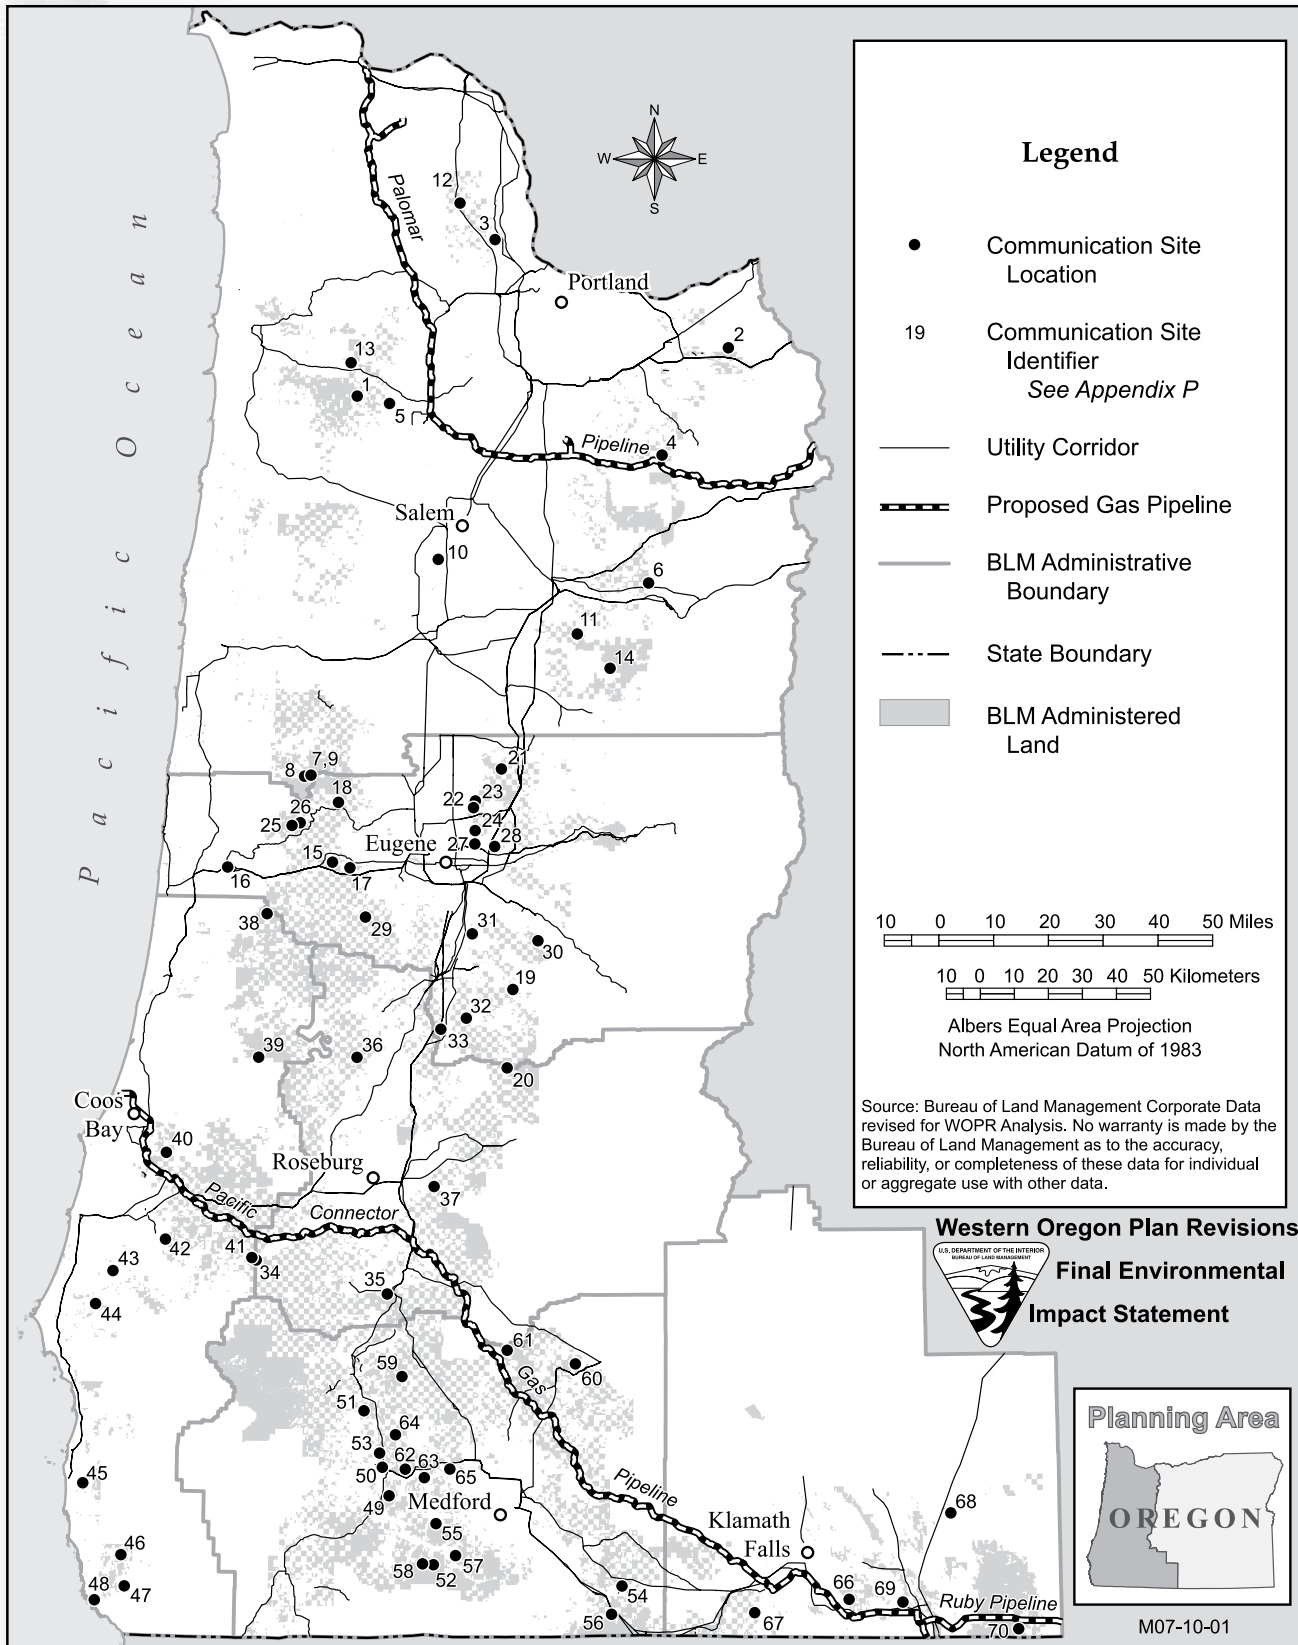 N
W
E
S
Legend
Communication Site
Location
19
Communication Site
Identifier
See Appendix P
Utility Corridor
Proposed Gas Pipeline
BLM Administrative
Boundary
State Boundary
BLM Administered
Land
10 0 10 20 30 40 50 Miles
10 0 10 20 30 40 50 Kilometers
Albers Equal Area Projection
North American Datum of 1983
Source: Bureau of Land Management Corporate Data
revised for WOPR Analysis. No warranty is made by the
Bureau of Land Management as to the accuracy,
reliability, or completeness of these data for individual
or aggregate use with other data.
Western Oregon Plan Revisions
U.S. DEPARTMENT OF THE INTERIOR
BUREAU OF LAND MANAGEMENT
Final Environmental
Impact Statement
Planning Area
OREGON
M07-10-01
Pacific Ocean
Palomar
Pipeline
12
3
Portland
2
13
1
5
4
Salem
10
6
11
14
21
8
7,9
18
23
22
26
25
24
27
28
Eugene
15
16
17
38
29
31
30
19
32
33
39
36
20
Coos
Bay
40
Roseburg
37
Pacific
Connector
42
41
34
43
44
35
61
60
Gas
59
51
64
53
62
63
50
65
49
Medford
45
Pipeline
68
Klamath
Falls
46
55
58
52
57
48
47
54
56
67
66
69
Ruby Pipeline
70